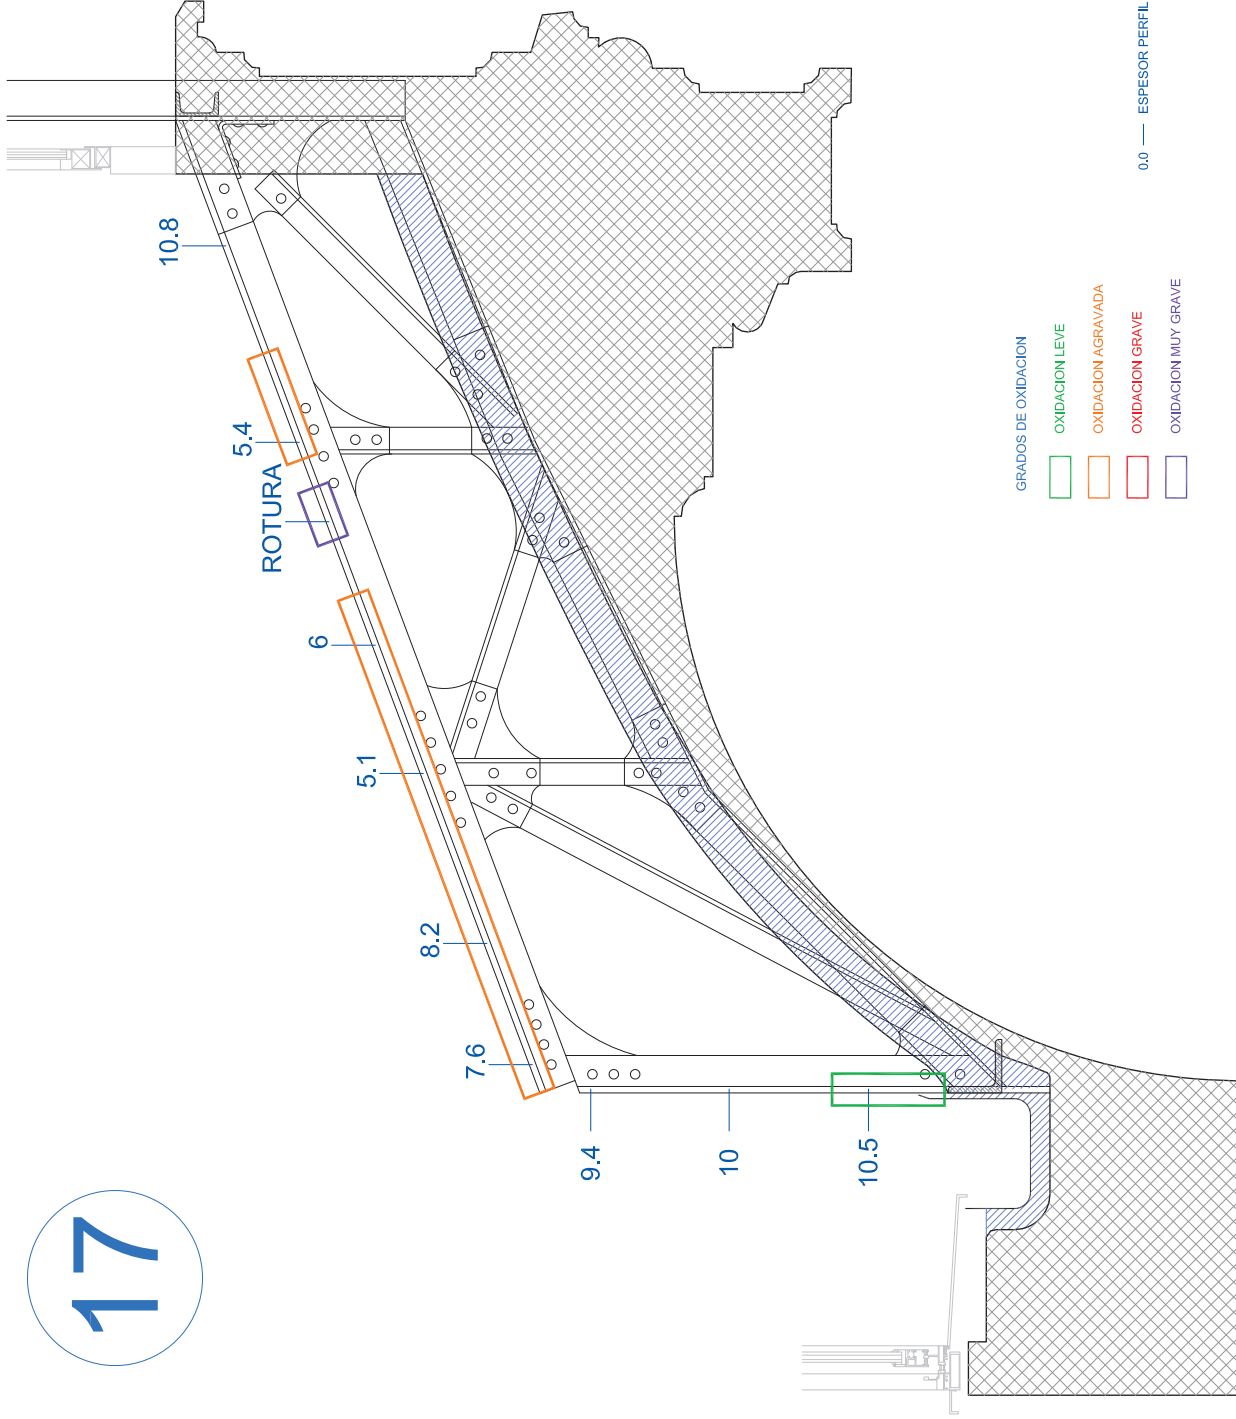 17
7.6
8.2
5.1
6
ROTURA
5.4
10.8
9.4
10
10.5
GRADOS DE OXIDACION
OXIDACION LEVE
OXIDACION AGRAVADA
OXIDACION GRAVE
OXIDACION MUY GRAVE
0.0 — ESPESOR PERFIL